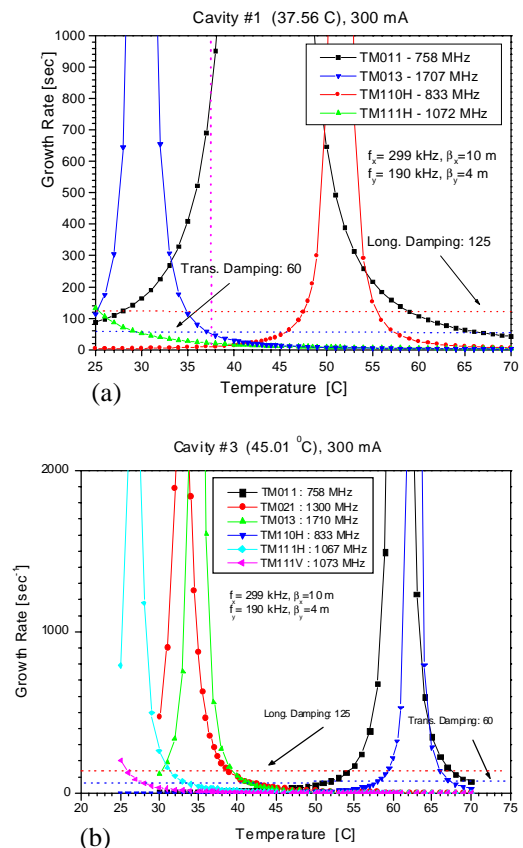 Cavity #1 (37.56 C), 300 mA
1000
900
800
700
600
500
400
300
200
100
0
Growth Rate [sec⁻¹]
TM011 - 758 MHz
TM013 - 1707 MHz
TM110H - 833 MHz
TM111H - 1072 MHz
fx= 299 kHz, βx=10 m
fy= 190 kHz, βy=4 m
Long. Damping: 125
Trans. Damping: 60
25 30 35 40 45 50 55 60 65 70
Temperature [C]
(a)
Cavity #3 (45.01 ⁰C), 300 mA
2000
1000
0
Growth Rate [sec⁻¹]
TM011 : 758 MHz
TM021 : 1300 MHz
TM013 : 1710 MHz
TM110H : 833 MHz
TM111H : 1067 MHz
TM111V : 1073 MHz
fx= 299 kHz, βx=10 m
fy= 190 kHz, βy=4 m
Long. Damping: 125
Trans. Damping: 60
20 25 30 35 40 45 50 55 60 65 70 75
Temperature [C]
(b)